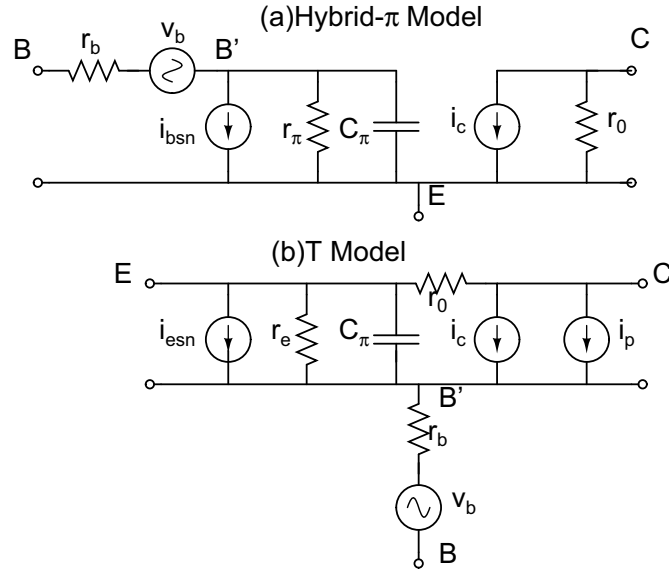 (a)Hybrid-π Model
B
r_b
v_b
B'
C
i_bsn
r_π
C_π
i_c
r_0
E
(b)T Model
E
C
r_0
i_esn
r_e
C_π
i_c
i_p
B'
r_b
v_b
B